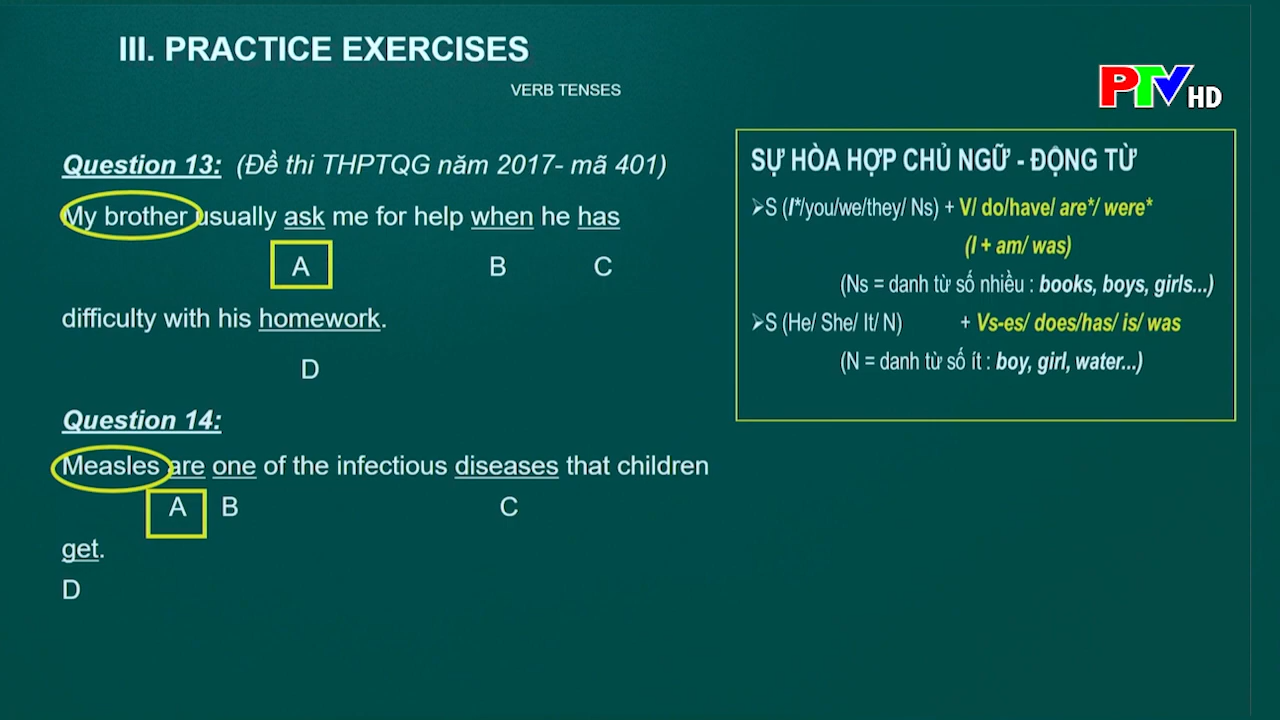 III. PRACTICE EXERCISES
VERB TENSES
PTV HD
Question 13: (Đề thi THPTQG năm 2017- mã 401)
My brother usually ask me for help when he has
A B C
difficulty with his homework.
D
Question 14:
Measles are one of the infectious diseases that children
A B C
get.
D
SỰ HÒA HỢP CHỦ NGỮ - ĐỘNG TỪ
➢S (I*/you/we/they/ Ns) + V/ do/have/ are*/ were*
(I + am/ was)
(Ns = danh từ số nhiều : books, boys, girls...)
➢S (He/ She/ It/ N) + Vs-es/ does/has/ is/ was
(N = danh từ số ít : boy, girl, water...)